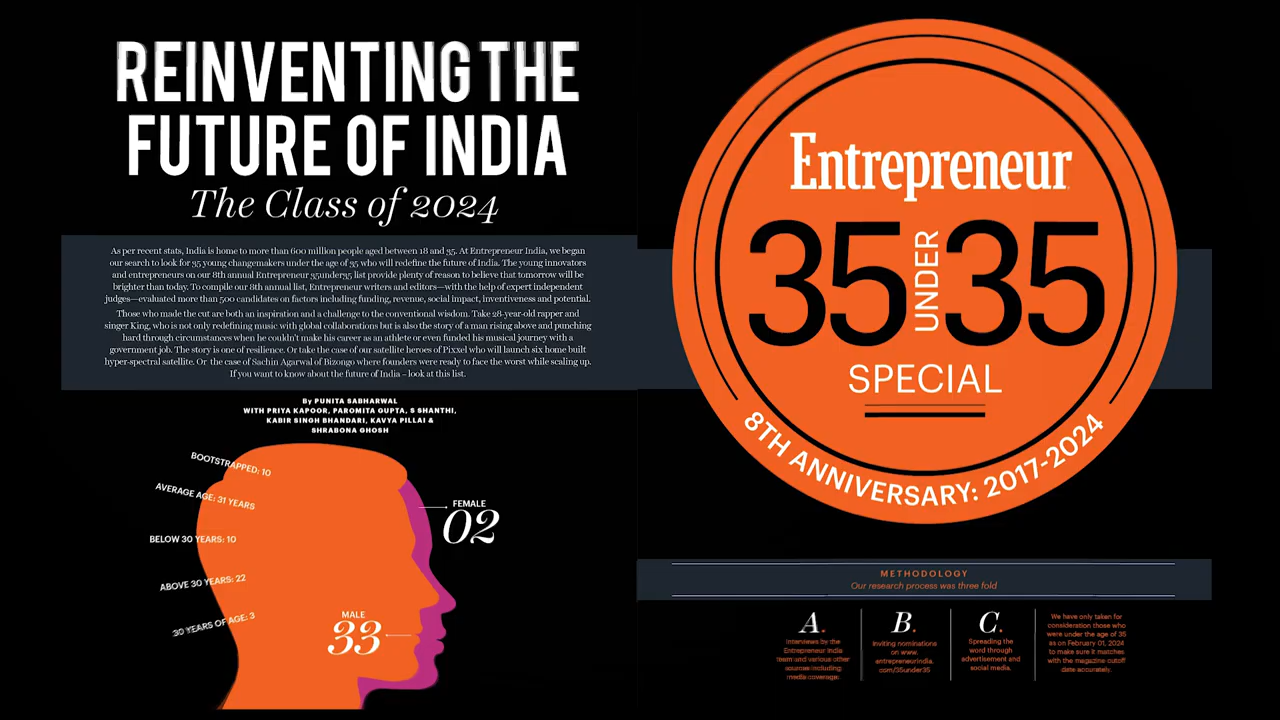 REINVENTING THE
FUTURE OF INDIA
The Class of 2024
As per recent stats, India is home to more than 600 million people aged between 18 and 35. At Entrepreneur India, we began
our search to look for 35 young changemakers under the age of 35 who will redefine the future of India. The young innovators
and entrepreneurs on our 8th annual Entrepreneur 35under35 list provide plenty of reason to believe that tomorrow will be
brighter than today. To compile our 8th annual list, Entrepreneur writers and editors—with the help of expert independent
judges—evaluated more than 500 candidates on factors including funding, revenue, social impact, inventiveness and potential.
Those who made the cut are both an inspiration and a challenge to the conventional wisdom. Take 28-year-old rapper and
singer King, who is not only redefining music with global collaborations but is also the story of a man rising above and punching
hard through circumstances when he couldn't make his career as an athlete or even funded his musical journey with a
government job. The story is one of resilience. Or take the case of our satellite heroes of Pixxel who will launch six home built
hyper-spectral satellite. Or the case of Sachin Agarwal of Bizongo where founders were ready to face the worst while scaling up.
If you want to know about the future of India – look at this list.
By PUNITA SABHARWAL
WITH PRIYA KAPOOR, PAROMITA GUPTA, S SHANTHI,
KABIR SINGH BHANDARI, KAVYA PILLAI &
SHRABONA GHOSH
BOOTSTRAPPED: 10
AVERAGE AGE: 31 YEARS
BELOW 30 YEARS: 10
ABOVE 30 YEARS: 22
30 YEARS OF AGE: 3
FEMALE
02
MALE
33
Entrepreneur
35 UNDER 35
SPECIAL
8TH ANNIVERSARY: 2017-2024
METHODOLOGY
Our research process was three fold
A.
Interviews by the
Entrepreneur India
team and various other
sources including
media coverage.
B.
Inviting nominations
on www.
entrepreneurindia.
com/35under35
C.
Spreading the
word through
advertisement and
social media.
We have only taken for
consideration those who
were under the age of 35
as on February 01, 2024
to make sure it matches
with the magazine cutoff
date accurately.